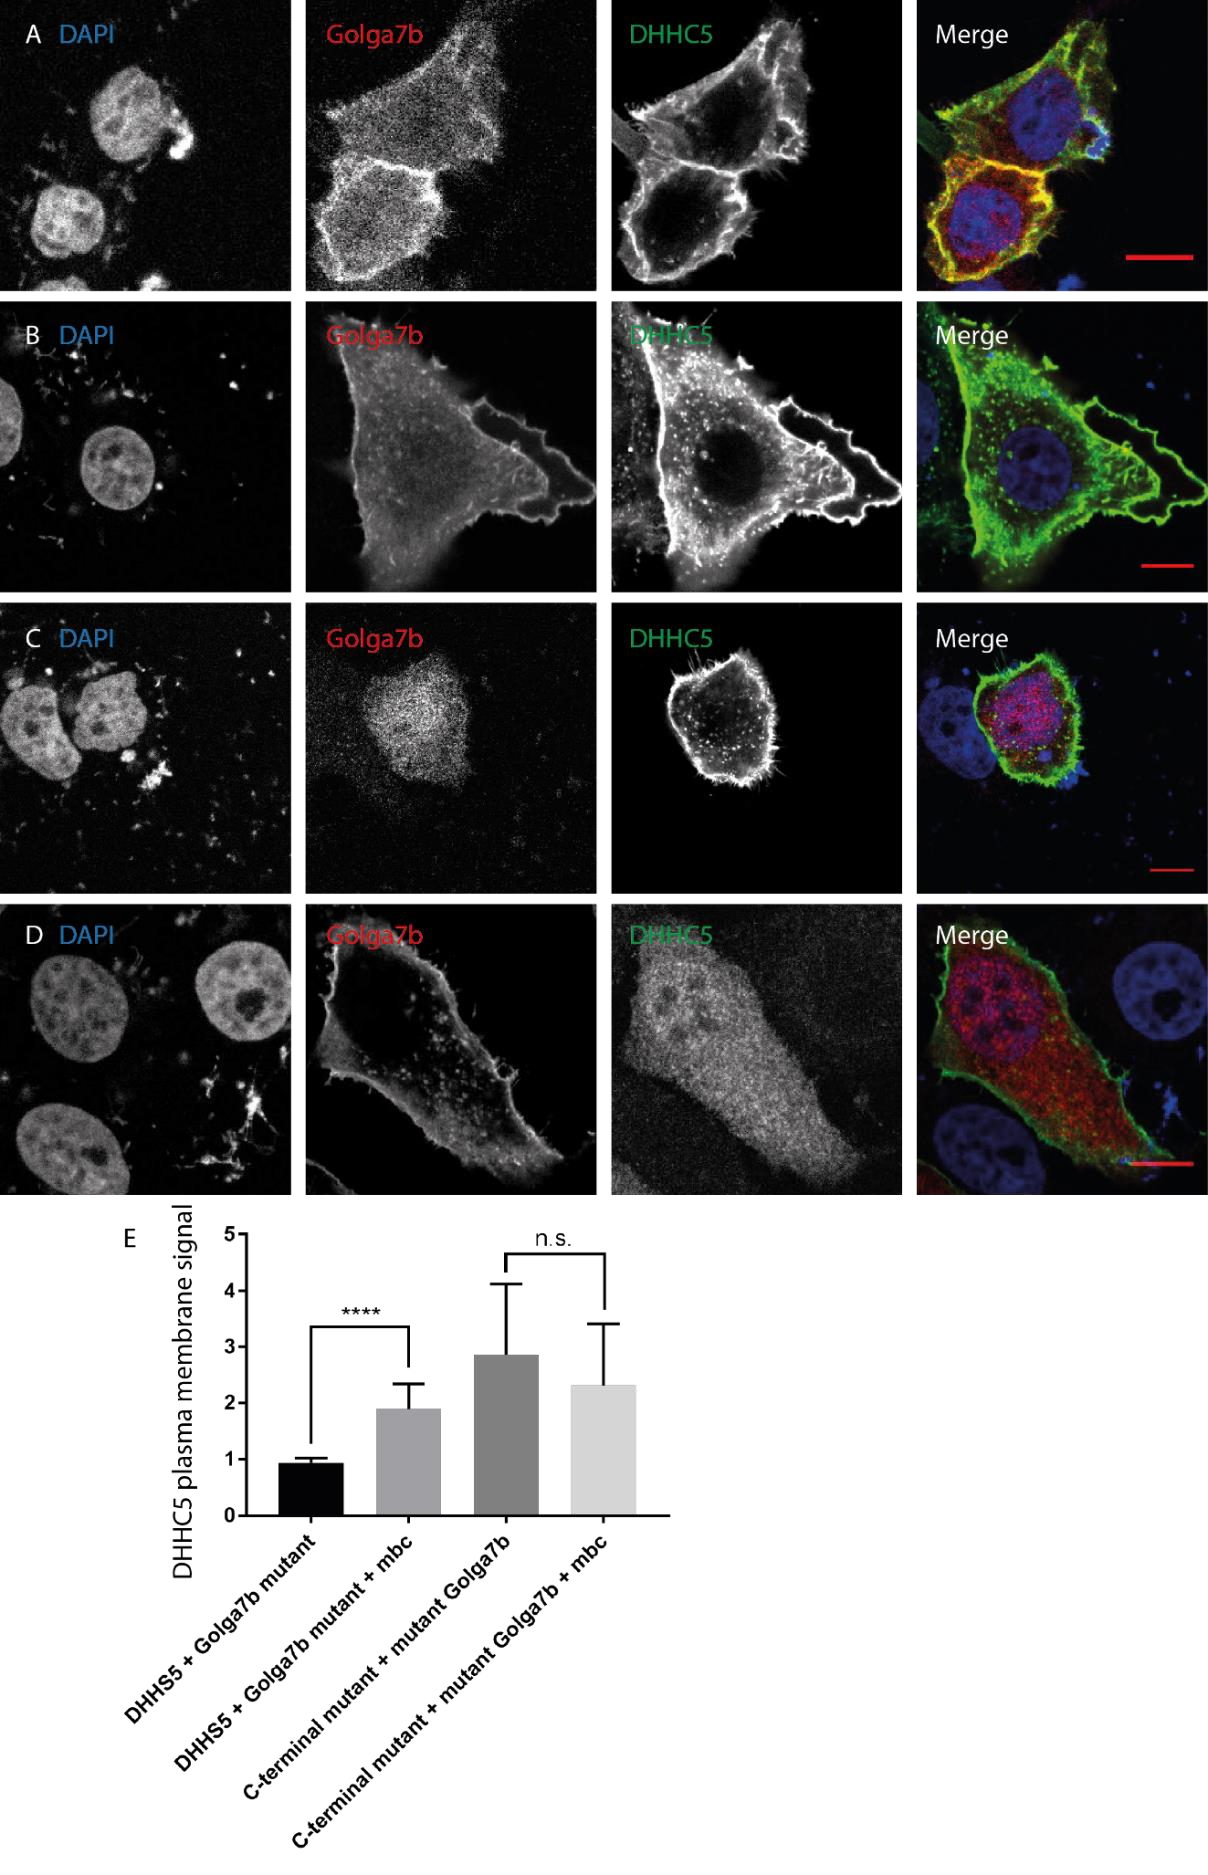 A DAPI Golga7b DHHC5 Merge
B DAPI Golga7b DHHC5 Merge
C DAPI Golga7b DHHC5 Merge
D DAPI Golga7b DHHC5 Merge
E
DHHC5 plasma membrane signal
5
4
3
2
1
0
****
n.s.
DHHS5 + Golga7b mutant
DHHS5 + Golga7b mutant + mbc
C-terminal mutant + mutant Golga7b
C-terminal mutant + mutant Golga7b + mbc